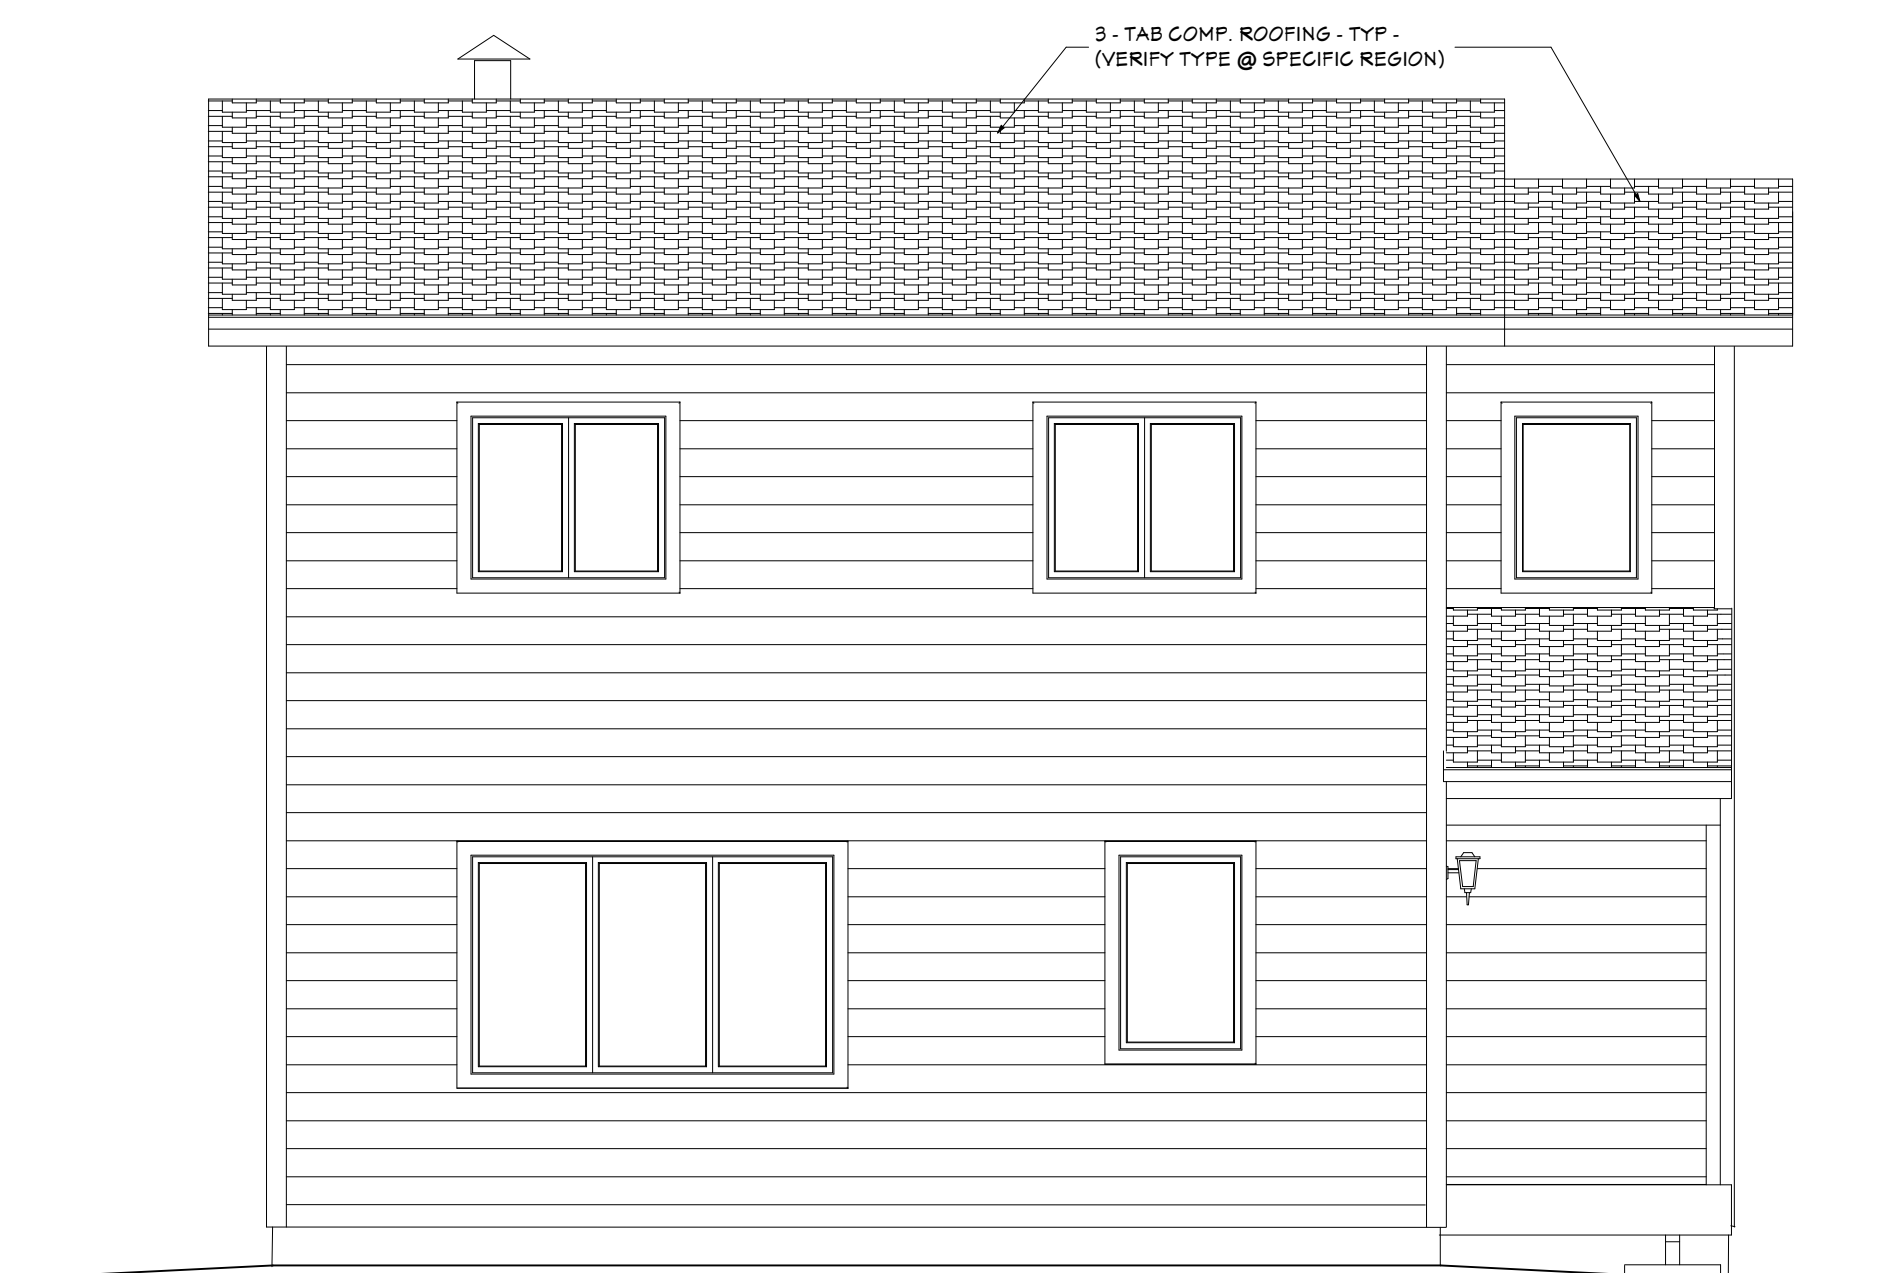 3 - TAB COMP. ROOFING - TYP -
(VERIFY TYPE @ SPECIFIC REGION)